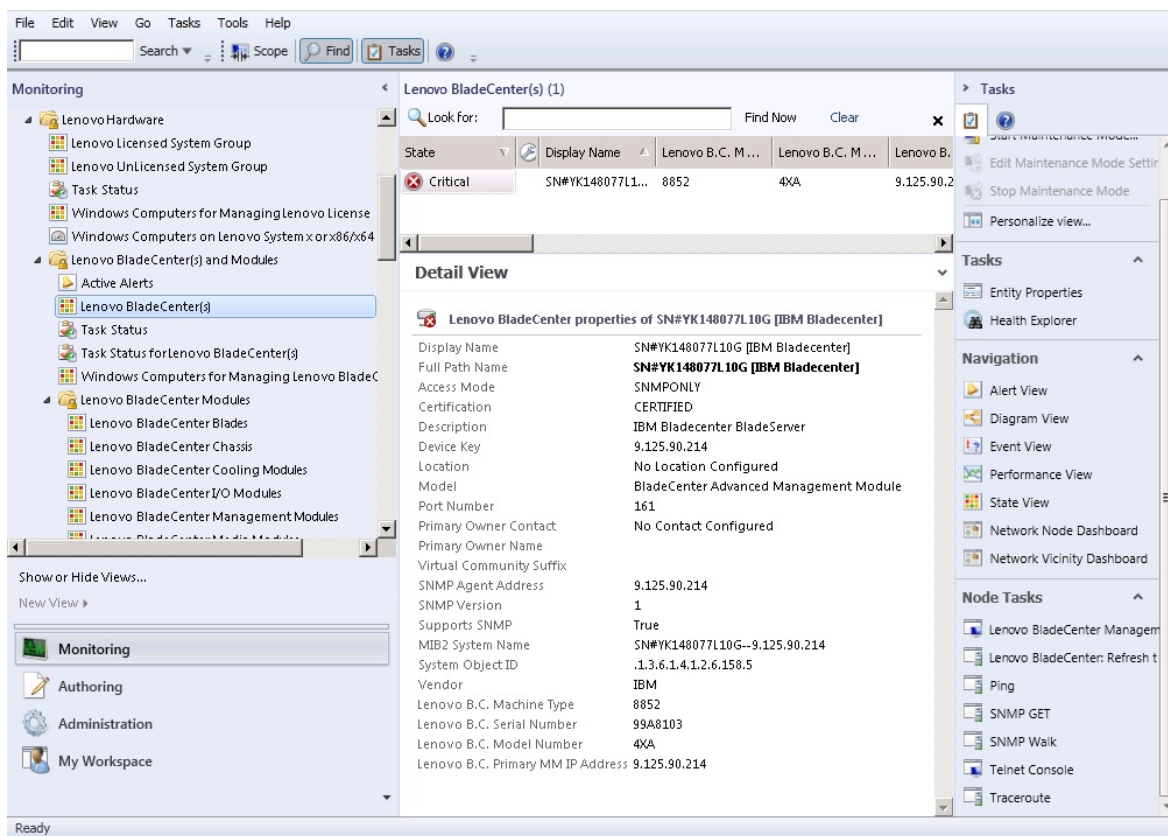 File Edit View Go Tasks Tools Help
Search Scope Find Tasks
Monitoring
Lenovo Hardware
Lenovo Licensed System Group
Lenovo UnLicensed System Group
Task Status
Windows Computers for Managing Lenovo License
Windows Computers on Lenovo System x or x86/x64
Lenovo BladeCenter(s) and Modules
Active Alerts
Lenovo BladeCenter(s)
Task Status
Task Status for Lenovo BladeCenter(s)
Windows Computers for Managing Lenovo BladeC
Lenovo BladeCenter Modules
Lenovo BladeCenter Blades
Lenovo BladeCenter Chassis
Lenovo BladeCenter Cooling Modules
Lenovo BladeCenter I/O Modules
Lenovo BladeCenter Management Modules
Lenovo BladeCenter Media Modules
Show or Hide Views...
New View
Monitoring
Authoring
Administration
My Workspace
Lenovo BladeCenter(s) (1)
Look for: Find Now Clear
State Display Name Lenovo B.C. M ... Lenovo B.C. M ... Lenovo B.
Critical SN#YK148077L1... 8852 4XA 9.125.90.2
Detail View
Lenovo BladeCenter properties of SN#YK148077L10G [IBM Bladecenter]
Display Name SN#YK148077L10G [IBM Bladecenter]
Full Path Name SN#YK148077L10G [IBM Bladecenter]
Access Mode SNMPONLY
Certification CERTIFIED
Description IBM Bladecenter BladeServer
Device Key 9.125.90.214
Location No Location Configured
Model BladeCenter Advanced Management Module
Port Number 161
Primary Owner Contact No Contact Configured
Primary Owner Name
Virtual Community Suffix
SNMP Agent Address 9.125.90.214
SNMP Version 1
Supports SNMP True
MIB2 System Name SN#YK148077L10G--9.125.90.214
System Object ID .1.3.6.1.4.1.2.6.158.5
Vendor IBM
Lenovo B.C. Machine Type 8852
Lenovo B.C. Serial Number 99A8103
Lenovo B.C. Model Number 4XA
Lenovo B.C. Primary MM IP Address 9.125.90.214
Tasks
Start Maintenance Mode...
Edit Maintenance Mode Settin
Stop Maintenance Mode
Personalize view...
Tasks
Entity Properties
Health Explorer
Navigation
Alert View
Diagram View
Event View
Performance View
State View
Network Node Dashboard
Network Vicinity Dashboard
Node Tasks
Lenovo BladeCenter Managem
Lenovo BladeCenter: Refresh t
Ping
SNMP GET
SNMP Walk
Telnet Console
Traceroute
Ready